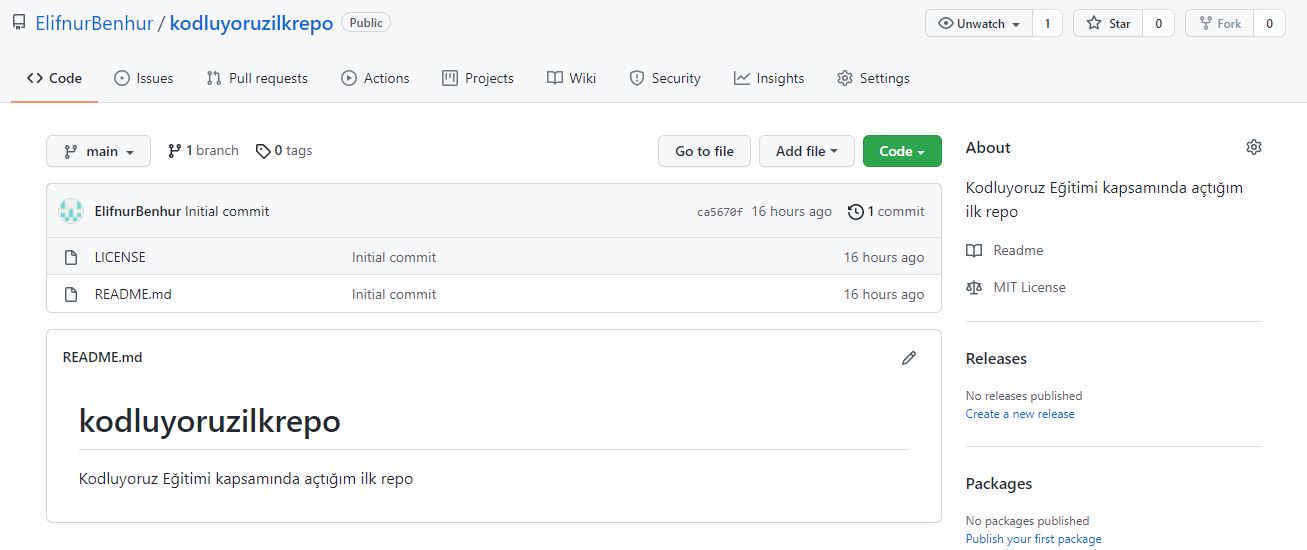 ElifnurBenhur / kodluyoruzilkrepo Public
Unwatch 1 Star 0 Fork 0
Code Issues Pull requests Actions Projects Wiki Security Insights Settings
main 1 branch 0 tags Go to file Add file Code
ElifnurBenhur Initial commit ca5670f 16 hours ago 1 commit
LICENSE Initial commit 16 hours ago
README.md Initial commit 16 hours ago
README.md
kodluyoruzilkrepo
Kodluyoruz Eğitimi kapsamında açtığım ilk repo
About
Kodluyoruz Eğitimi kapsamında açtığım
ilk repo
Readme
MIT License
Releases
No releases published
Create a new release
Packages
No packages published
Publish your first package